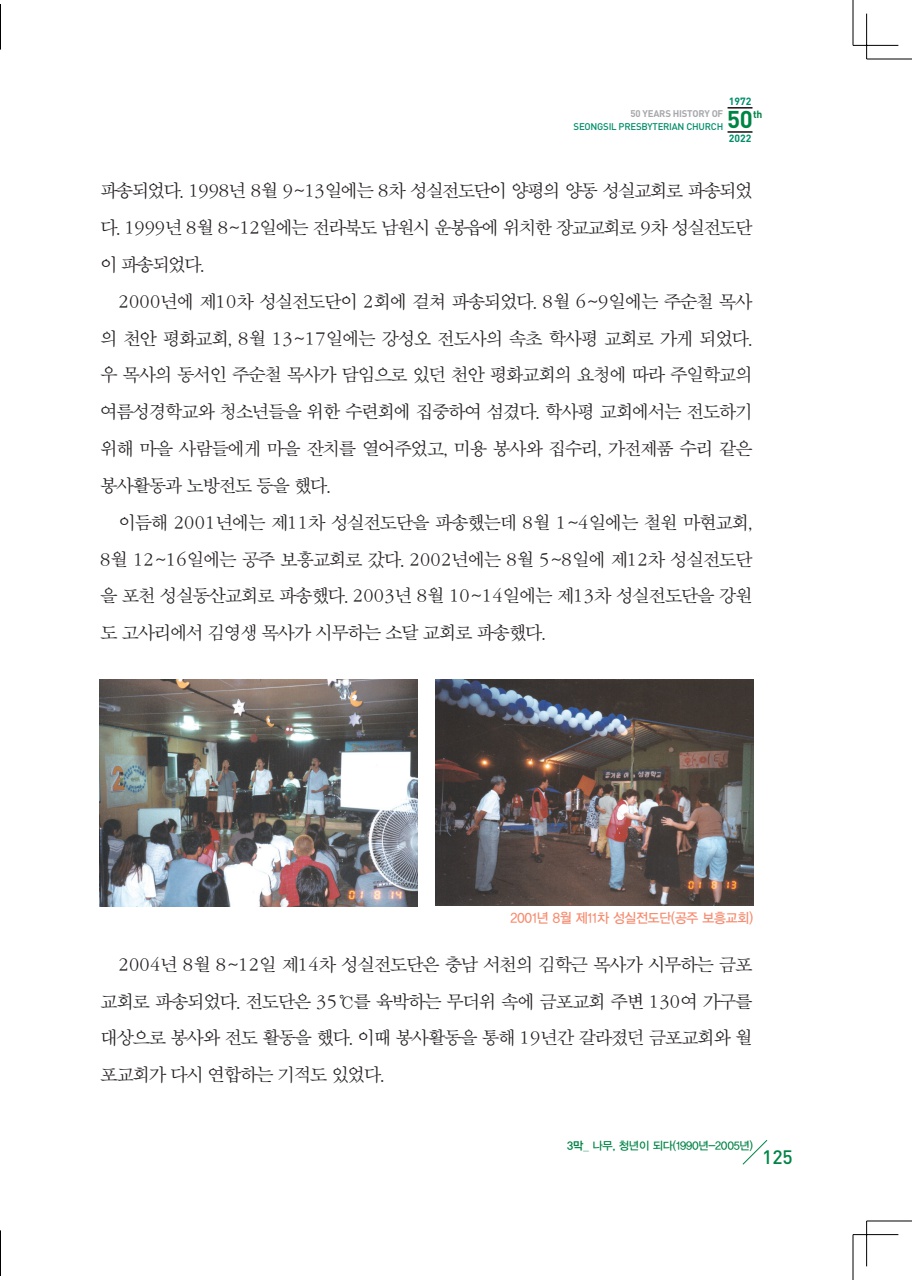 1972
50 YEARS HISTORY OF
SEONGSIL PRESBYTERIAN CHURCH
50th
2022
파송되었다. 1998년 8월 9~13일에는 8차 성실전도단이 양평의 양동 성실교회로 파송되었
다. 1999년 8월 8~12일에는 전라북도 남원시 운봉읍에 위치한 장교교회로 9차 성실전도단
이 파송되었다.
2000년에 제10차 성실전도단이 2회에 걸쳐 파송되었다. 8월 6~9일에는 주순철 목사
의 천안 평화교회, 8월 13~17일에는 강성오 전도사의 속초 학사평 교회로 가게 되었다.
우 목사의 동서인 주순철 목사가 담임으로 있던 천안 평화교회의 요청에 따라 주일학교의
여름성경학교와 청소년들을 위한 수련회에 집중하여 섬겼다. 학사평 교회에서는 전도하기
위해 마을 사람들에게 마을 잔치를 열어주었고, 미용 봉사와 집수리, 가전제품 수리 같은
봉사활동과 노방전도 등을 했다.
이듬해 2001년에는 제11차 성실전도단을 파송했는데 8월 1~4일에는 철원 마현교회,
8월 12~16일에는 공주 보흥교회로 갔다. 2002년에는 8월 5~8일에 제12차 성실전도단
을 포천 성실동산교회로 파송했다. 2003년 8월 10~14일에는 제13차 성실전도단을 강원
도 고사리에서 김영생 목사가 시무하는 소달 교회로 파송했다.
01 8 14
즐거운 여름 성경학교
01 8 13
2001년 8월 제11차 성실전도단(공주 보흥교회)
2004년 8월 8~12일 제14차 성실전도단은 충남 서천의 김학근 목사가 시무하는 금포
교회로 파송되었다. 전도단은 35℃를 육박하는 무더위 속에 금포교회 주변 130여 가구를
대상으로 봉사와 전도 활동을 했다. 이때 봉사활동을 통해 19년간 갈라졌던 금포교회와 월
포교회가 다시 연합하는 기적도 있었다.
3막_ 나무, 청년이 되다(1990년-2005년)
125